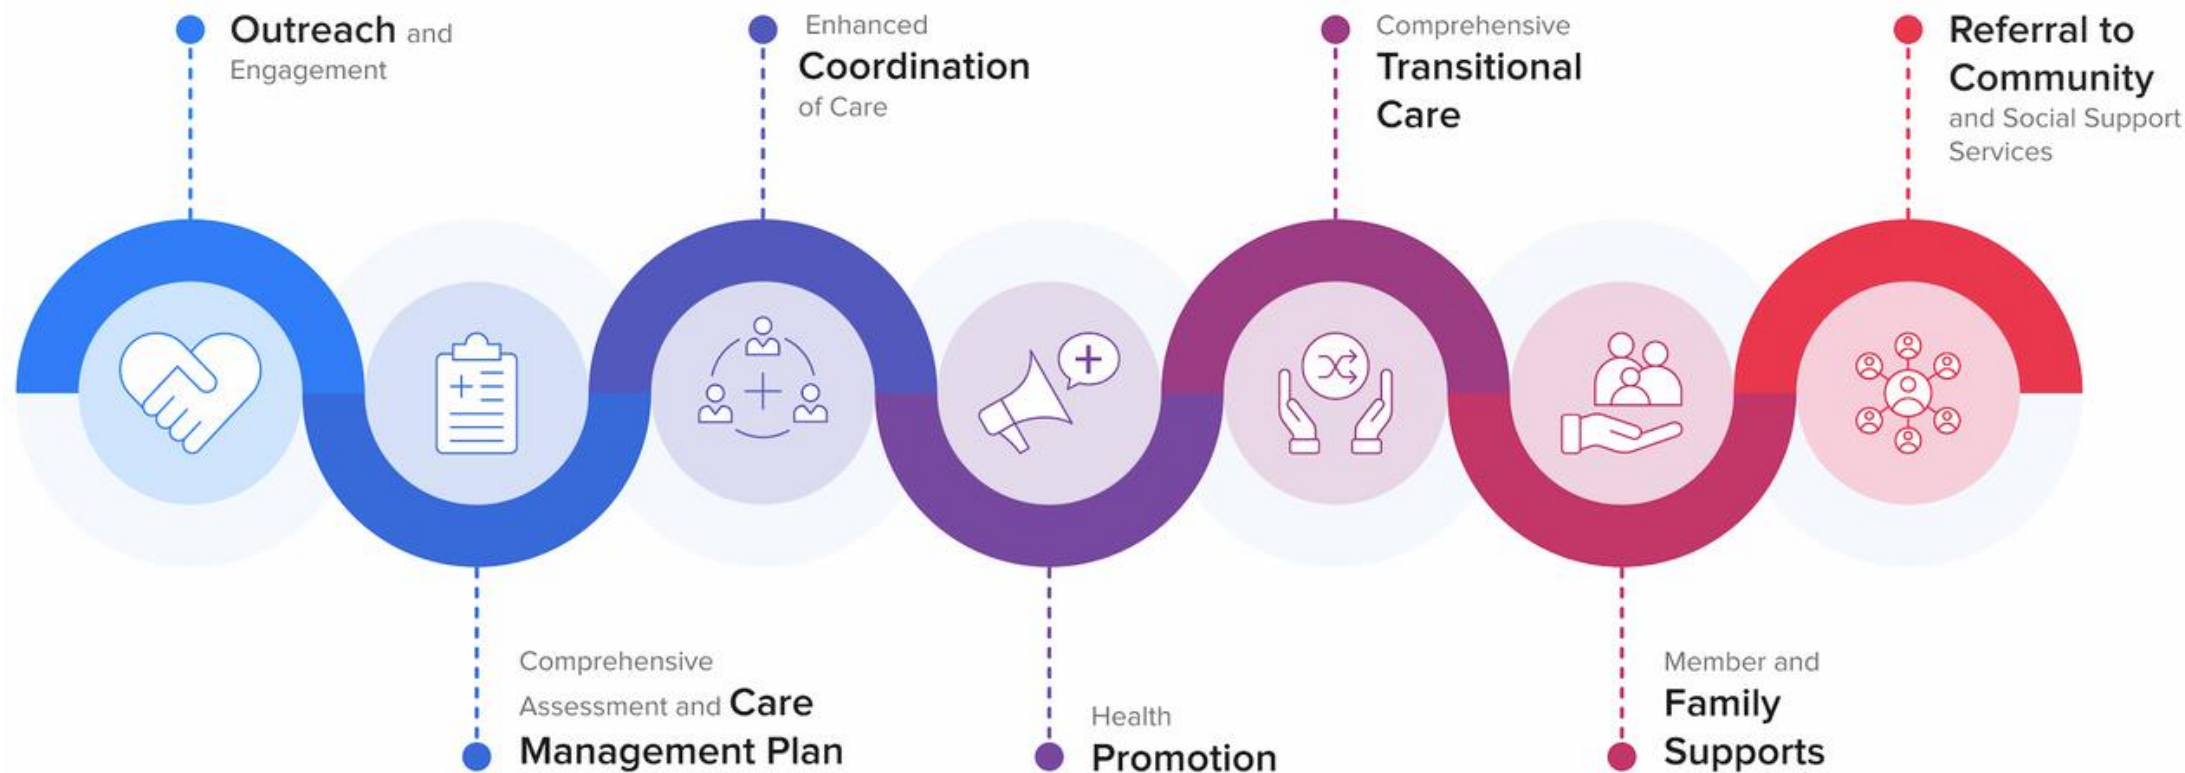 Outreach and
Engagement
Comprehensive
Assessment and Care
Management Plan
Enhanced
Coordination
of Care
Health
Promotion
Comprehensive
Transitional
Care
Member and
Family
Supports
Referral to
Community
and Social Support
Services